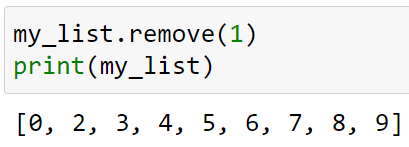 my_list.remove(1)
print(my_list)
[0, 2, 3, 4, 5, 6, 7, 8, 9]